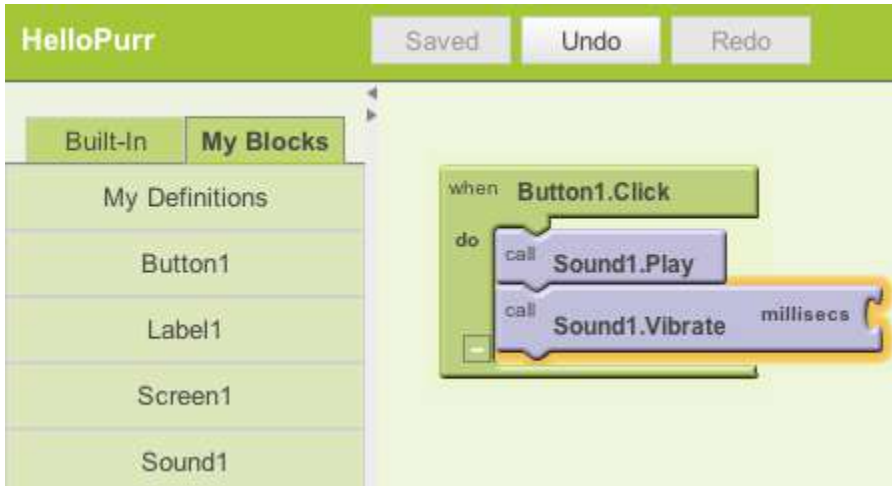 HelloPurr
Saved Undo Redo
Built-In My Blocks
My Definitions
Button1
Label1
Screen1
Sound1
when Button1.Click
do
call Sound1.Play
call Sound1.Vibrate millisecs